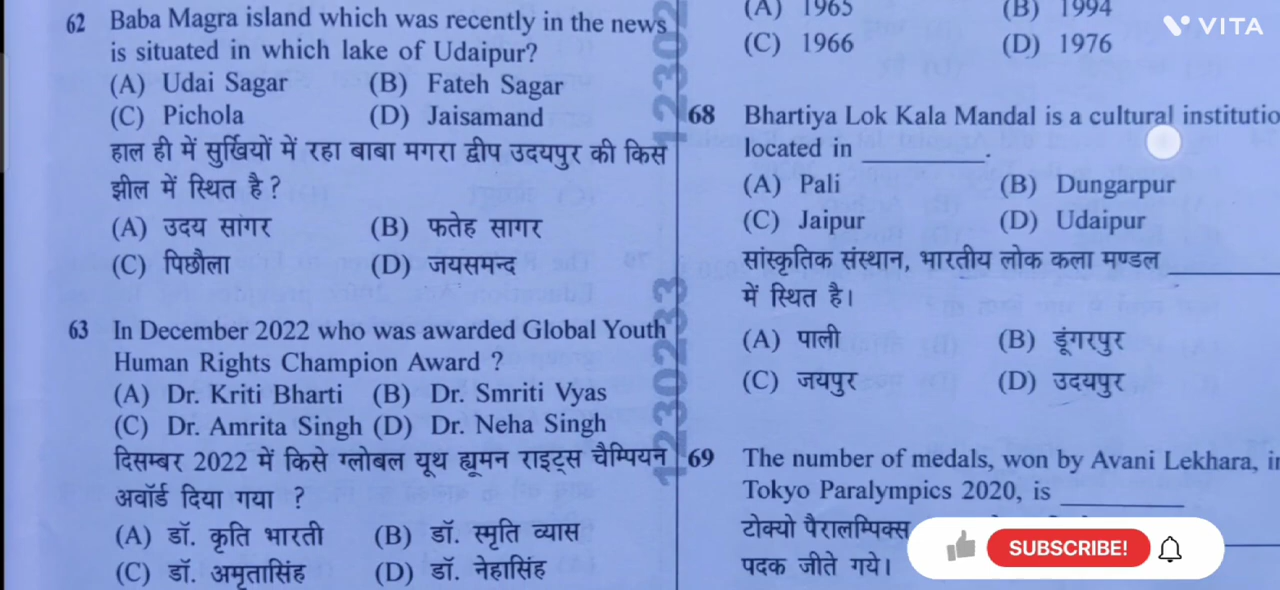 62 Baba Magra island which was recently in the news
is situated in which lake of Udaipur?
(A) Udai Sagar (B) Fateh Sagar
(C) Pichola (D) Jaisamand
हाल ही में सुर्खियों में रहा बाबा मगरा द्वीप उदयपुर की किस
झील में स्थित है ?
(A) उदय सागर (B) फतेह सागर
(C) पिछौला (D) जयसमन्द
63 In December 2022 who was awarded Global Youth
Human Rights Champion Award ?
(A) Dr. Kriti Bharti (B) Dr. Smriti Vyas
(C) Dr. Amrita Singh (D) Dr. Neha Singh
दिसम्बर 2022 में किसे ग्लोबल यूथ ह्यूमन राइट्स चैम्पियन
अवॉर्ड दिया गया ?
(A) डॉ. कृति भारती (B) डॉ. स्मृति व्यास
(C) डॉ. अमृतासिंह (D) डॉ. नेहासिंह
12302
1230233
(A) 1965 (B) 1994
(C) 1966 (D) 1976
68 Bhartiya Lok Kala Mandal is a cultural institutio
located in ________.
(A) Pali (B) Dungarpur
(C) Jaipur (D) Udaipur
सांस्कृतिक संस्थान, भारतीय लोक कला मण्डल ________
में स्थित है।
(A) पाली (B) डूंगरपुर
(C) जयपुर (D) उदयपुर
69 The number of medals, won by Avani Lekhara, in
Tokyo Paralympics 2020, is ________
टोक्यो पैरालम्पिक्स
पदक जीते गये।
VITA
SUBSCRIBE!